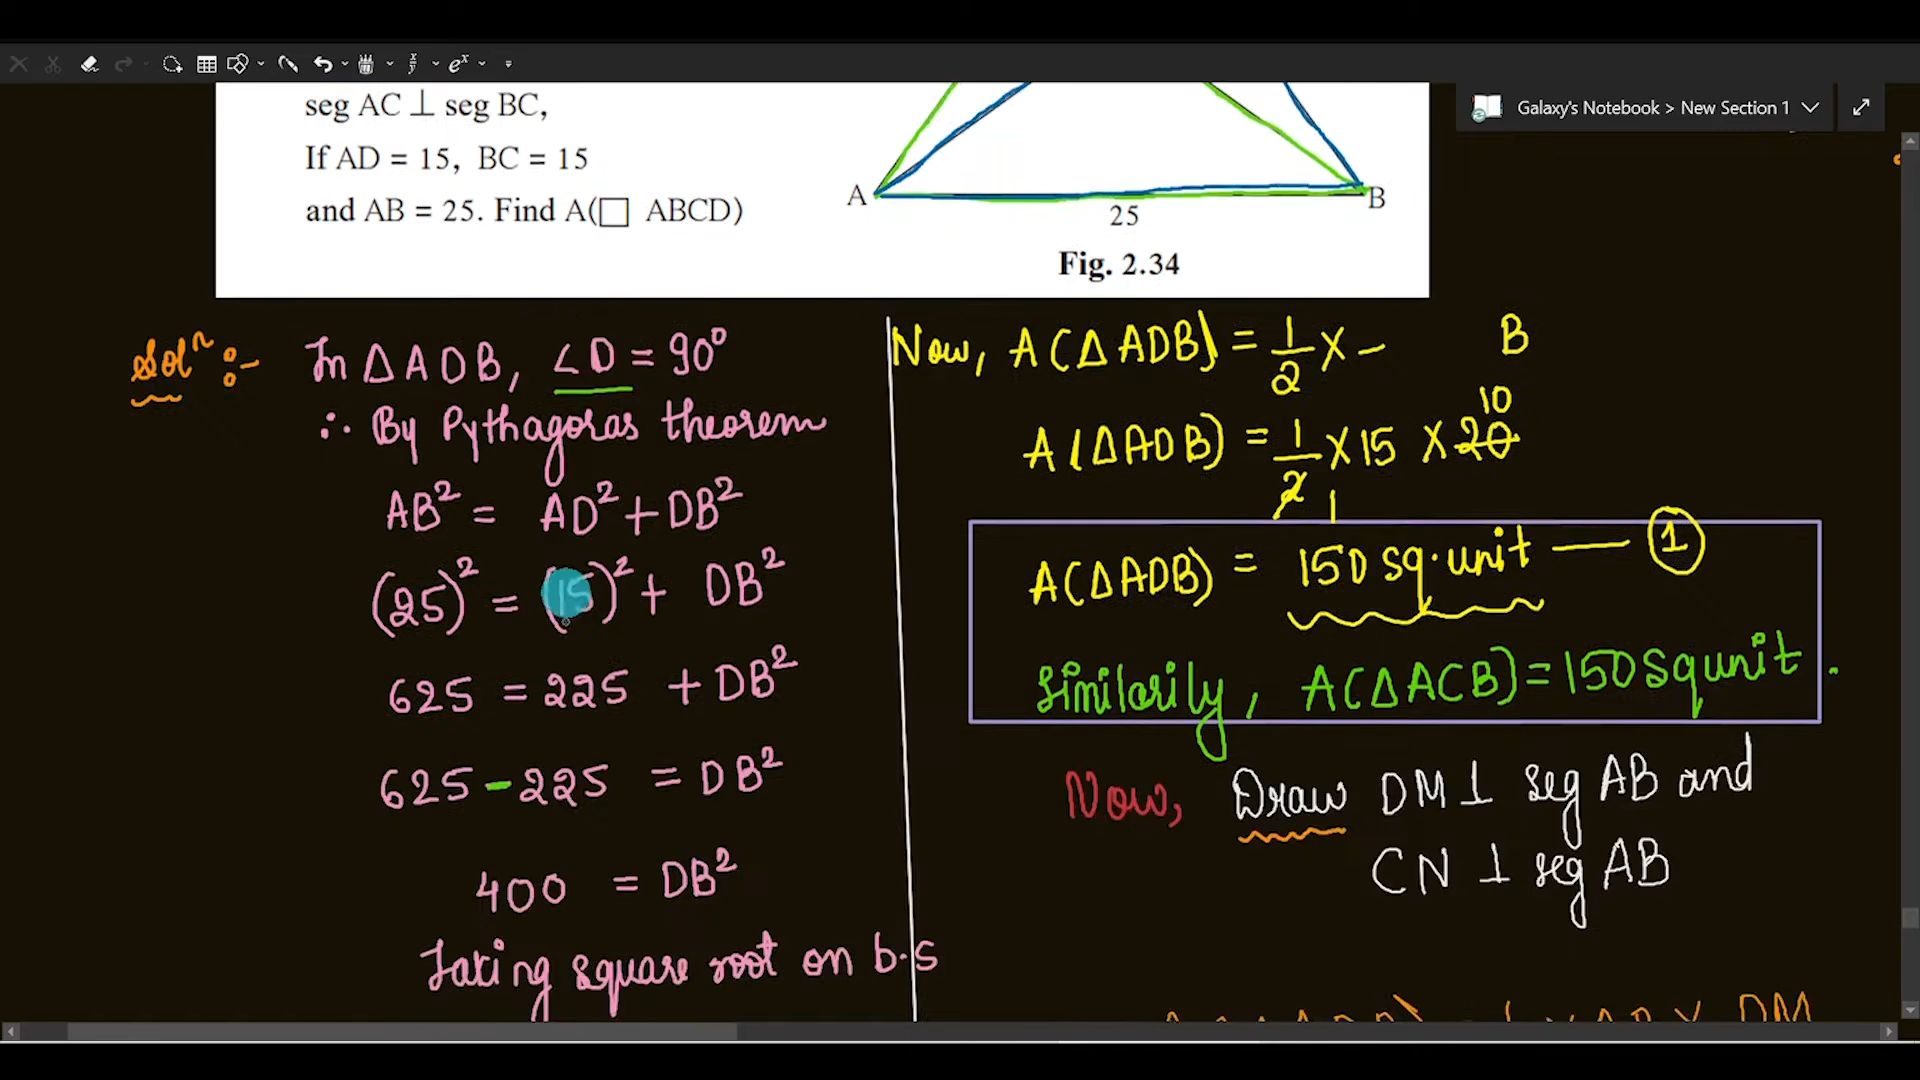 Galaxy's Notebook > New Section 1
seg AC ⊥ seg BC,
If AD = 15, BC = 15
and AB = 25. Find A(□ ABCD)
A
B
25
Fig. 2.34
Solⁿ :-
In △ADB, ∠D = 90°
∴ By Pythagoras theorem
AB² = AD² + DB²
(25)² = (15)² + DB²
625 = 225 + DB²
625 - 225 = DB²
400 = DB²
Taking square root on b.s
Now, A(△ADB) = 1/2 × - B
10
A(△ADB) = 1/2 × 15 × 20
1
A(△ADB) = 150 sq.unit — ①
Similarily, A(△ACB) = 150 Sq unit.
Now, Draw DM ⊥ seg AB and
CN ⊥ seg AB
DM